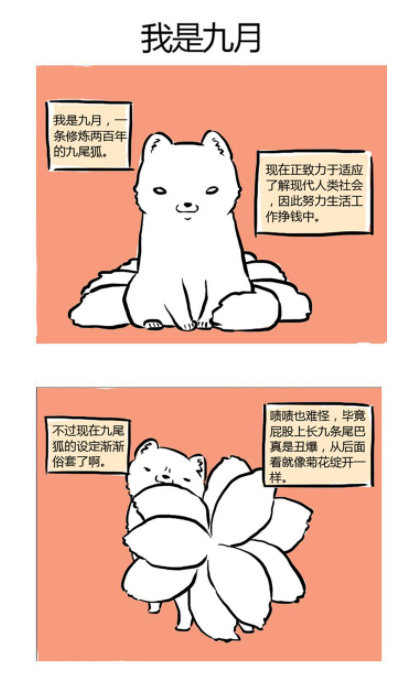 我是九月
我是九月，一
条修炼两百年
的九尾狐。
现在正致力于适应
了解现代人类社会
，因此努力生活工
作挣钱中。
不过现在九尾
狐的设定渐渐
俗套了啊。
啧啧也难怪，毕竟
屁股上长九条尾巴
真是丑爆，从后面
看就像菊花绽开一
样。